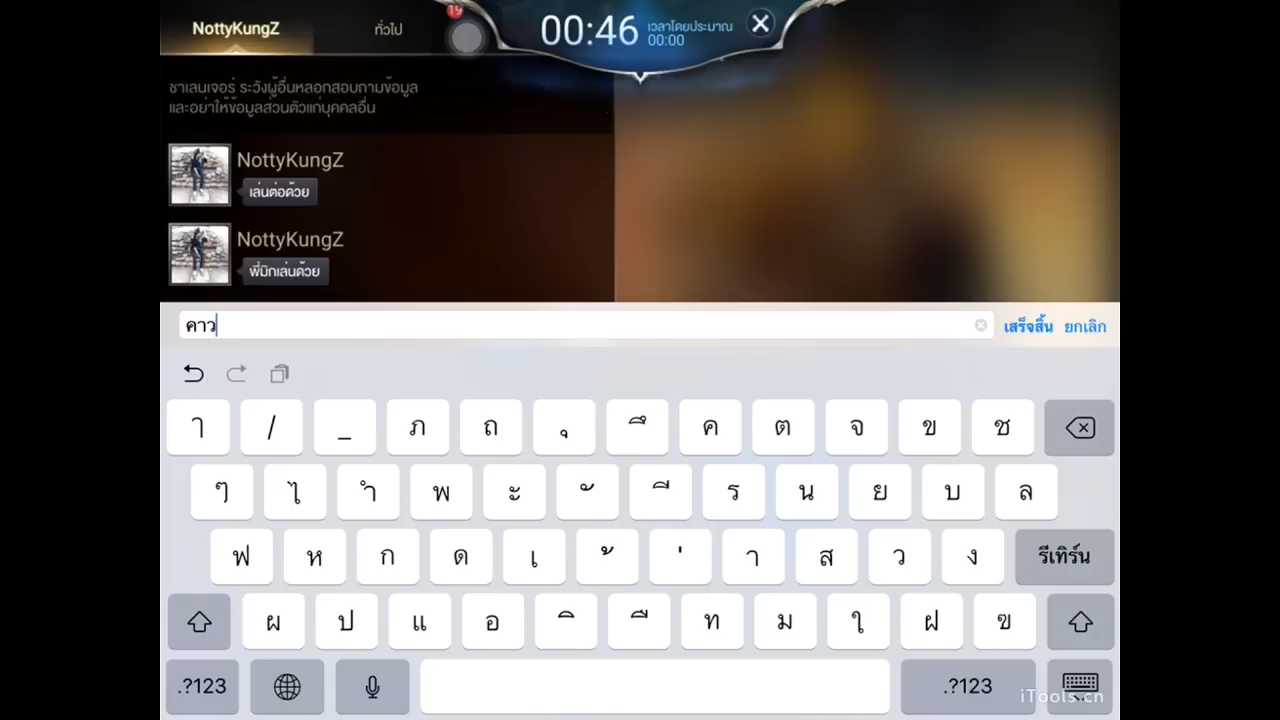 NottyKungZ
ทั่วไป
19
00:46
เวลาโดยประมาณ
00:00
ชาเลนเจอร์ ระวังผู้อื่นหลอกสอบถามข้อมูล
และอย่าให้ข้อมูลส่วนตัวแก่บุคคลอื่น
NottyKungZ
เล่นต่อด้วย
NottyKungZ
พี่มิกเล่นด้วย
คาว
เสร็จสิ้น ยกเลิก
ๅ / _ ภ ถ ุ ึ ค ต จ ข ช
ๆ ไ ำ พ ะ ั ี ร น ย บ ล
ฟ ห ก ด เ ้ ่ า ส ว ง รีเทิร์น
ผ ป แ อ ิ ื ท ม ใ ฝ ฃ
.?123 .?123
iTools.cn